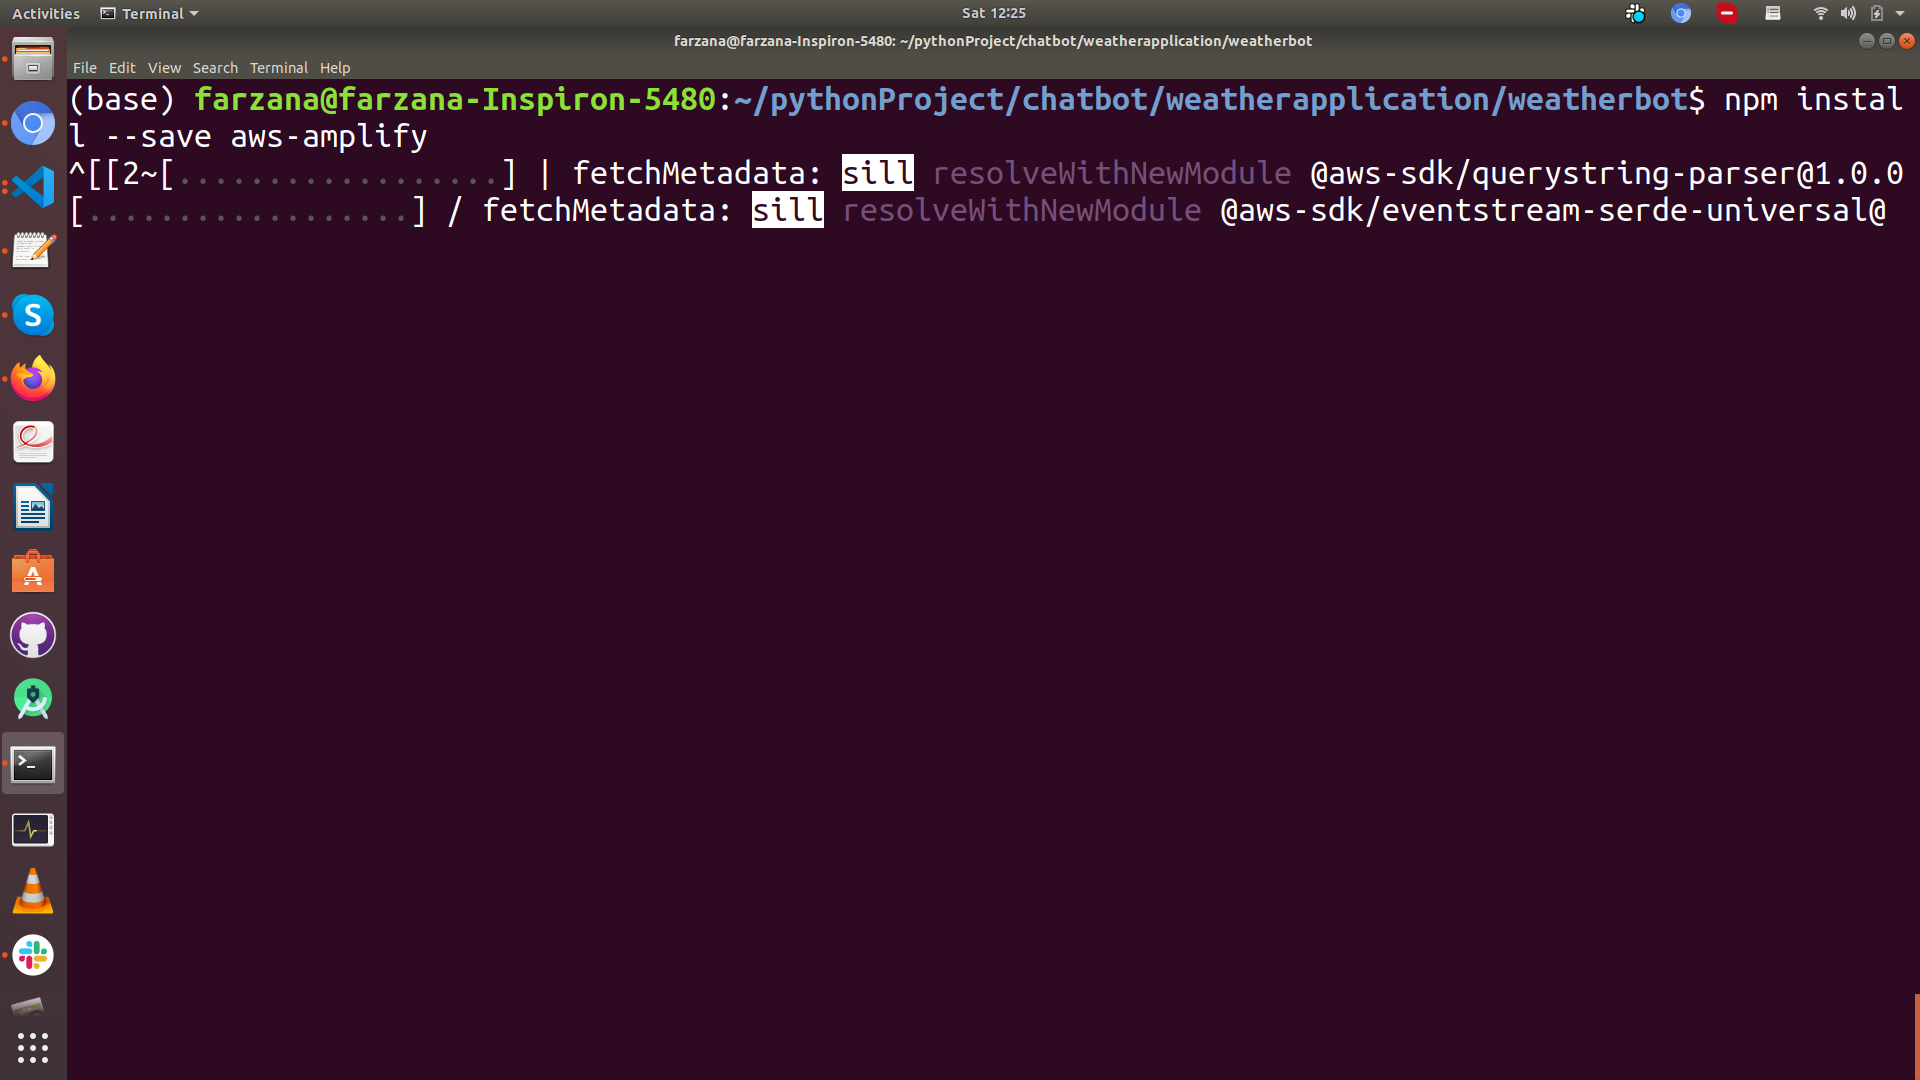 Activities Terminal Sat 12:25
farzana@farzana-Inspiron-5480: ~/pythonProject/chatbot/weatherapplication/weatherbot
File Edit View Search Terminal Help
(base) farzana@farzana-Inspiron-5480:~/pythonProject/chatbot/weatherapplication/weatherbot$ npm instal
l --save aws-amplify
^[[2~[..................] | fetchMetadata: sill resolveWithNewModule @aws-sdk/querystring-parser@1.0.0
[..................] / fetchMetadata: sill resolveWithNewModule @aws-sdk/eventstream-serde-universal@